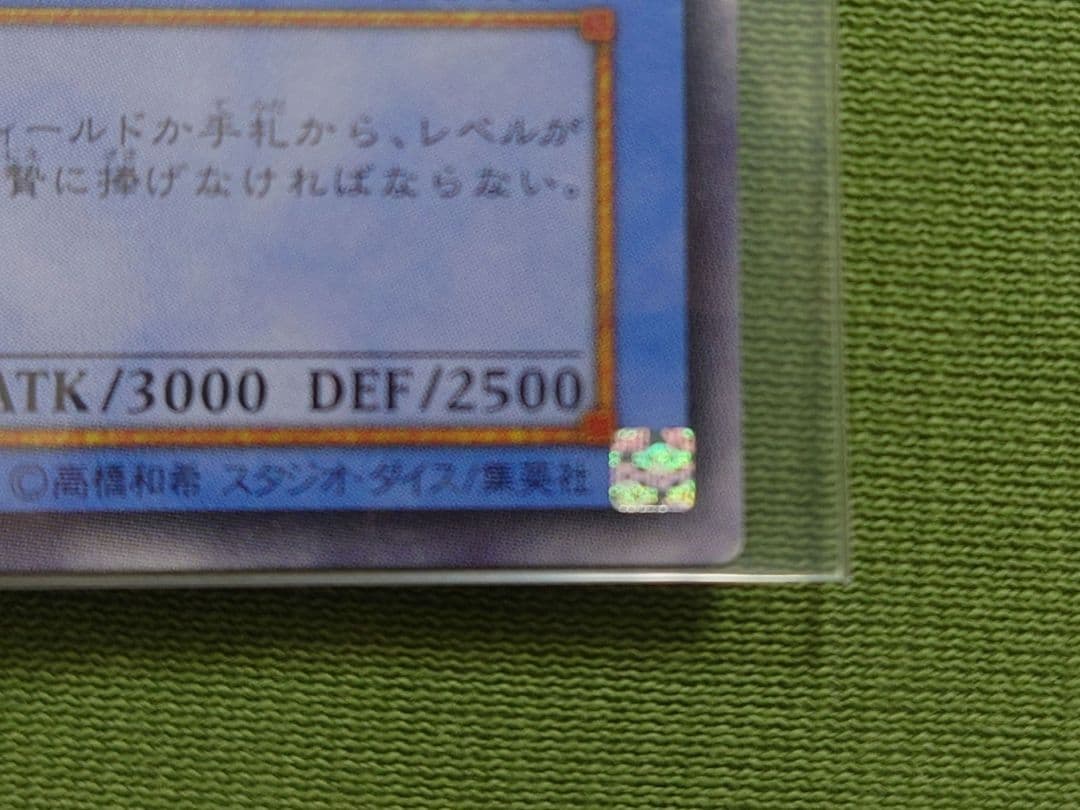 ィールドか手札から、レベルが
贄に捧げなければならない。
ATK/3000 DEF/2500
©高橋和希 スタジオ・ダイス/集英社